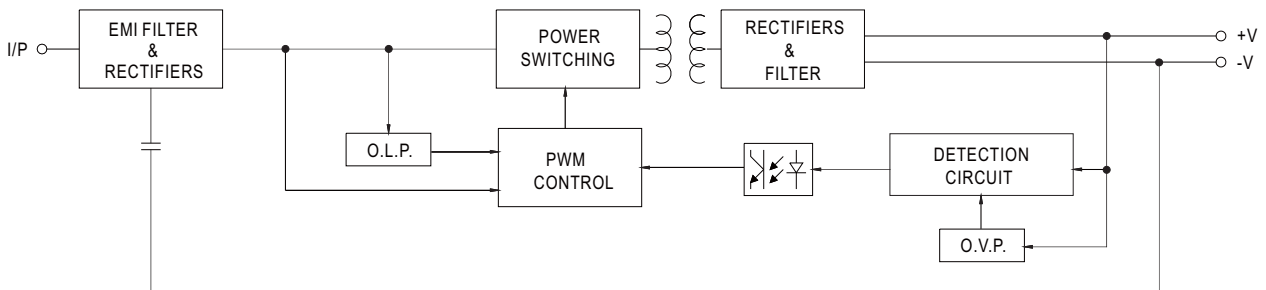 I/P
EMI FILTER
&
RECTIFIERS
POWER
SWITCHING
RECTIFIERS
&
FILTER
+V
-V
O.L.P.
PWM
CONTROL
DETECTION
CIRCUIT
O.V.P.